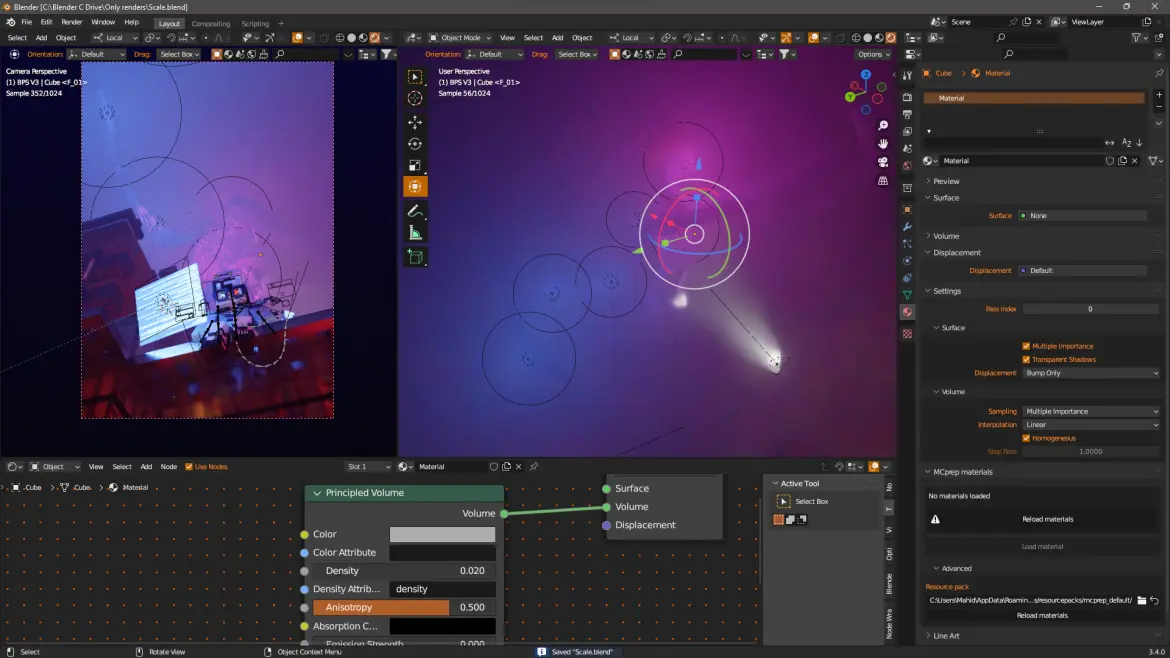 Blender [C:\Blender C Drive\Only renders\Scale.blend]
File Edit Render Window Help Layout Compositing Scripting + Scene ViewLayer
Select Add Object Local Object Mode View Select Add Object Local
Orientation: Default Drag: Select Box Orientation: Default Drag: Select Box Options
Camera Perspective
(1) BPS V3 | Cube <F_01>
Sample 352/1024
User Perspective
(1) BPS V3 | Cube <F_01>
Sample 56/1024
Z
Y
Cube > Material
Material
Material
Preview
Surface
Surface None
Volume
Displacement
Displacement Default
Settings
Pass Index 0
Surface
Multiple Importance
Transparent Shadows
Displacement Bump Only
Volume
Sampling Multiple Importance
Interpolation Linear
Homogeneous
Step Rate 1.0000
MCprep materials
No materials loaded
Reload materials
Load material
Advanced
Resource pack
C:\Users\Mahid\AppData\Roamin...s/resourcepacks/mcprep_default/
Reload materials
Line Art
Object View Select Add Node Use Nodes Slot 1 Material
Cube > Cube > Material
Principled Volume
Volume
Color
Color Attribute
Density 0.020
Density Attrib... density
Anisotropy 0.500
Absorption C...
Emission Strength 0.000
Surface
Volume
Displacement
Active Tool
Select Box
No
T
Vi
Opti
Blende
Node Wra
Select Rotate View Object Context Menu Saved "Scale.blend" 3.4.0